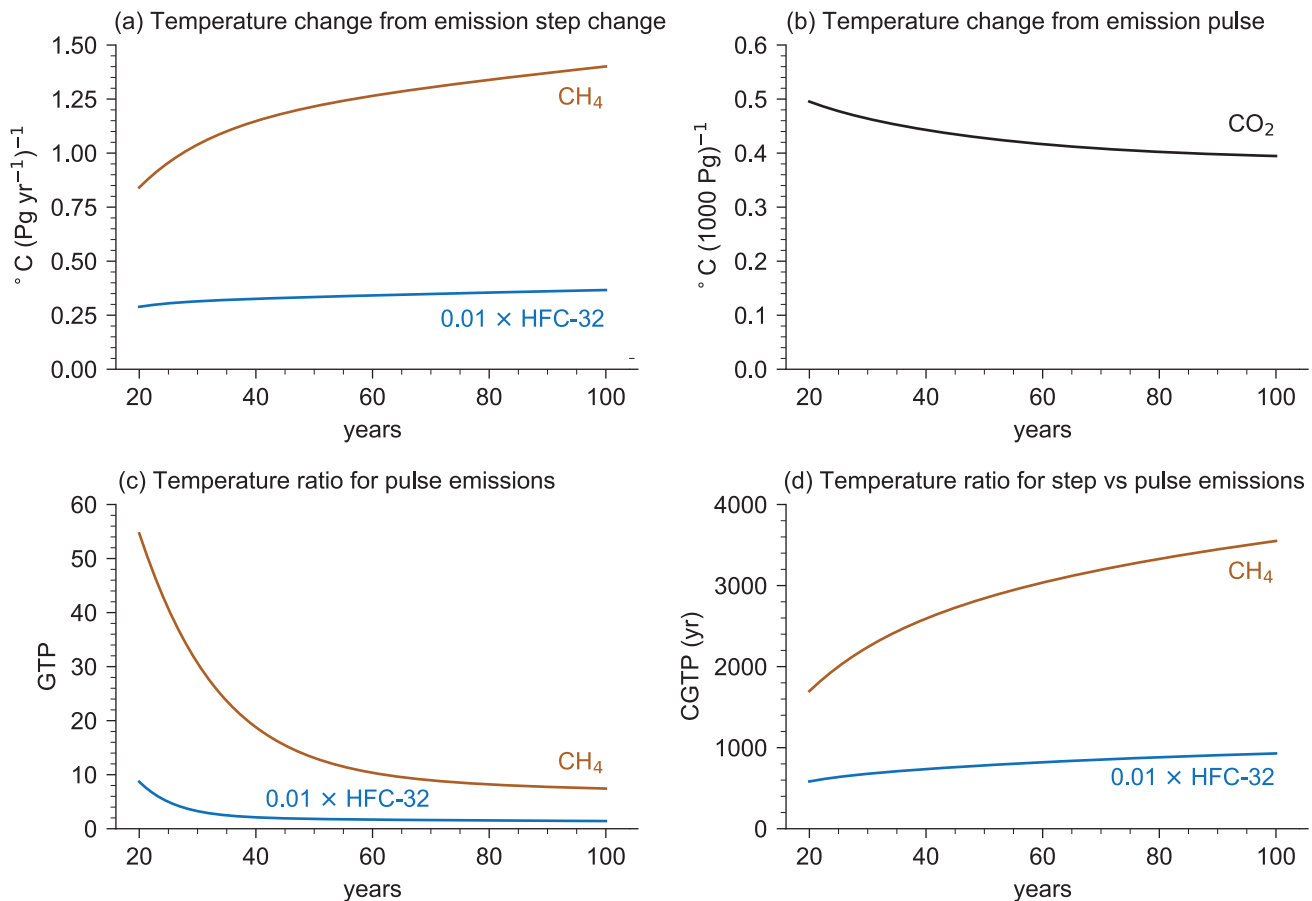 (a) Temperature change from emission step change
1.50
1.25
1.00
0.75
0.50
0.25
0.00
° C (Pg yr⁻¹)⁻¹
CH₄
0.01 × HFC-32
20 40 60 80 100
years
(b) Temperature change from emission pulse
0.6
0.5
0.4
0.3
0.2
0.1
0.0
° C (1000 Pg)⁻¹
CO₂
20 40 60 80 100
years
(c) Temperature ratio for pulse emissions
60
50
40
30
20
10
0
GTP
CH₄
0.01 × HFC-32
20 40 60 80 100
years
(d) Temperature ratio for step vs pulse emissions
4000
3000
2000
1000
0
CGTP (yr)
CH₄
0.01 × HFC-32
20 40 60 80 100
years